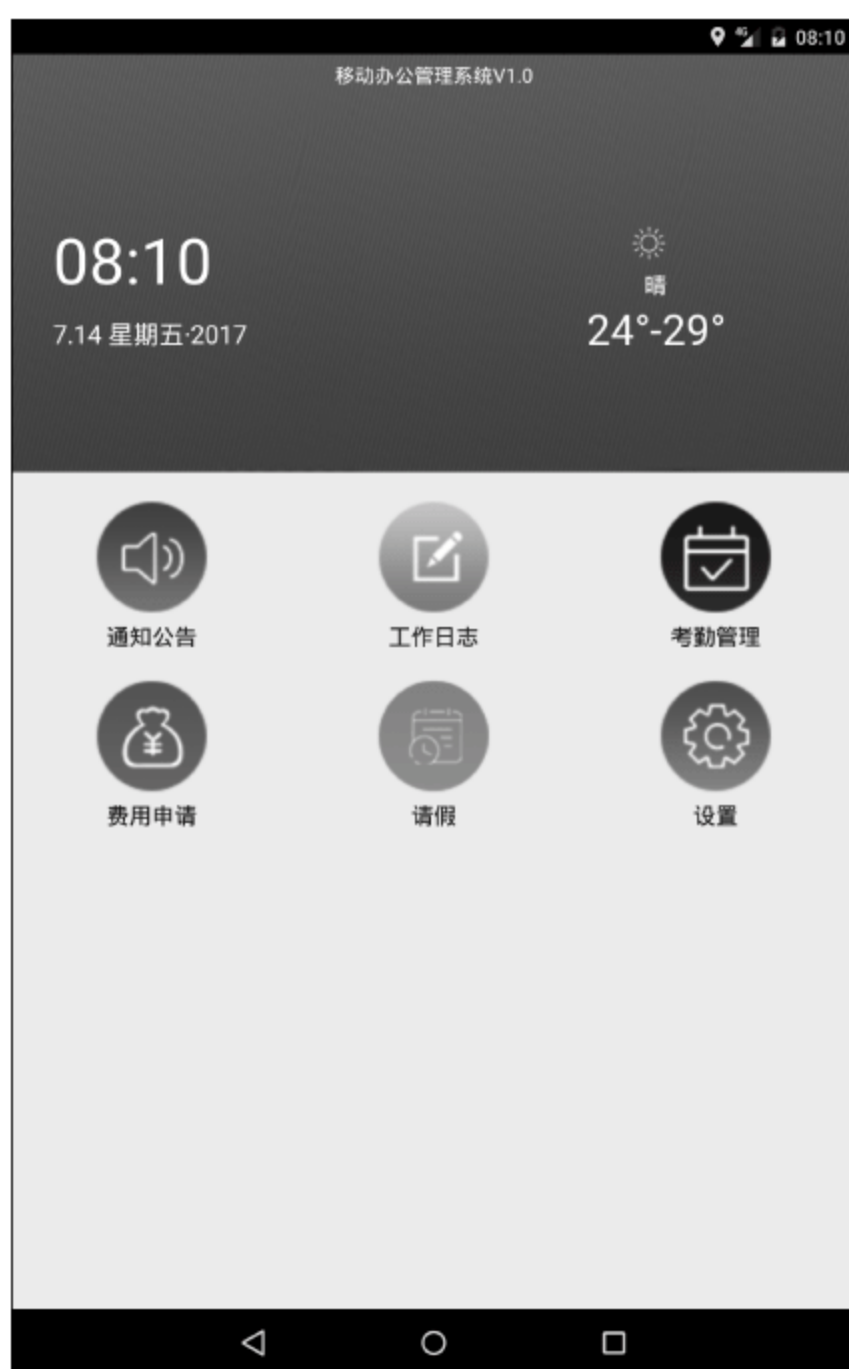 4G 08:10
移动办公管理系统V1.0
08:10
晴
7.14 星期五·2017
24°-29°
通知公告 工作日志 考勤管理
费用申请 请假 设置